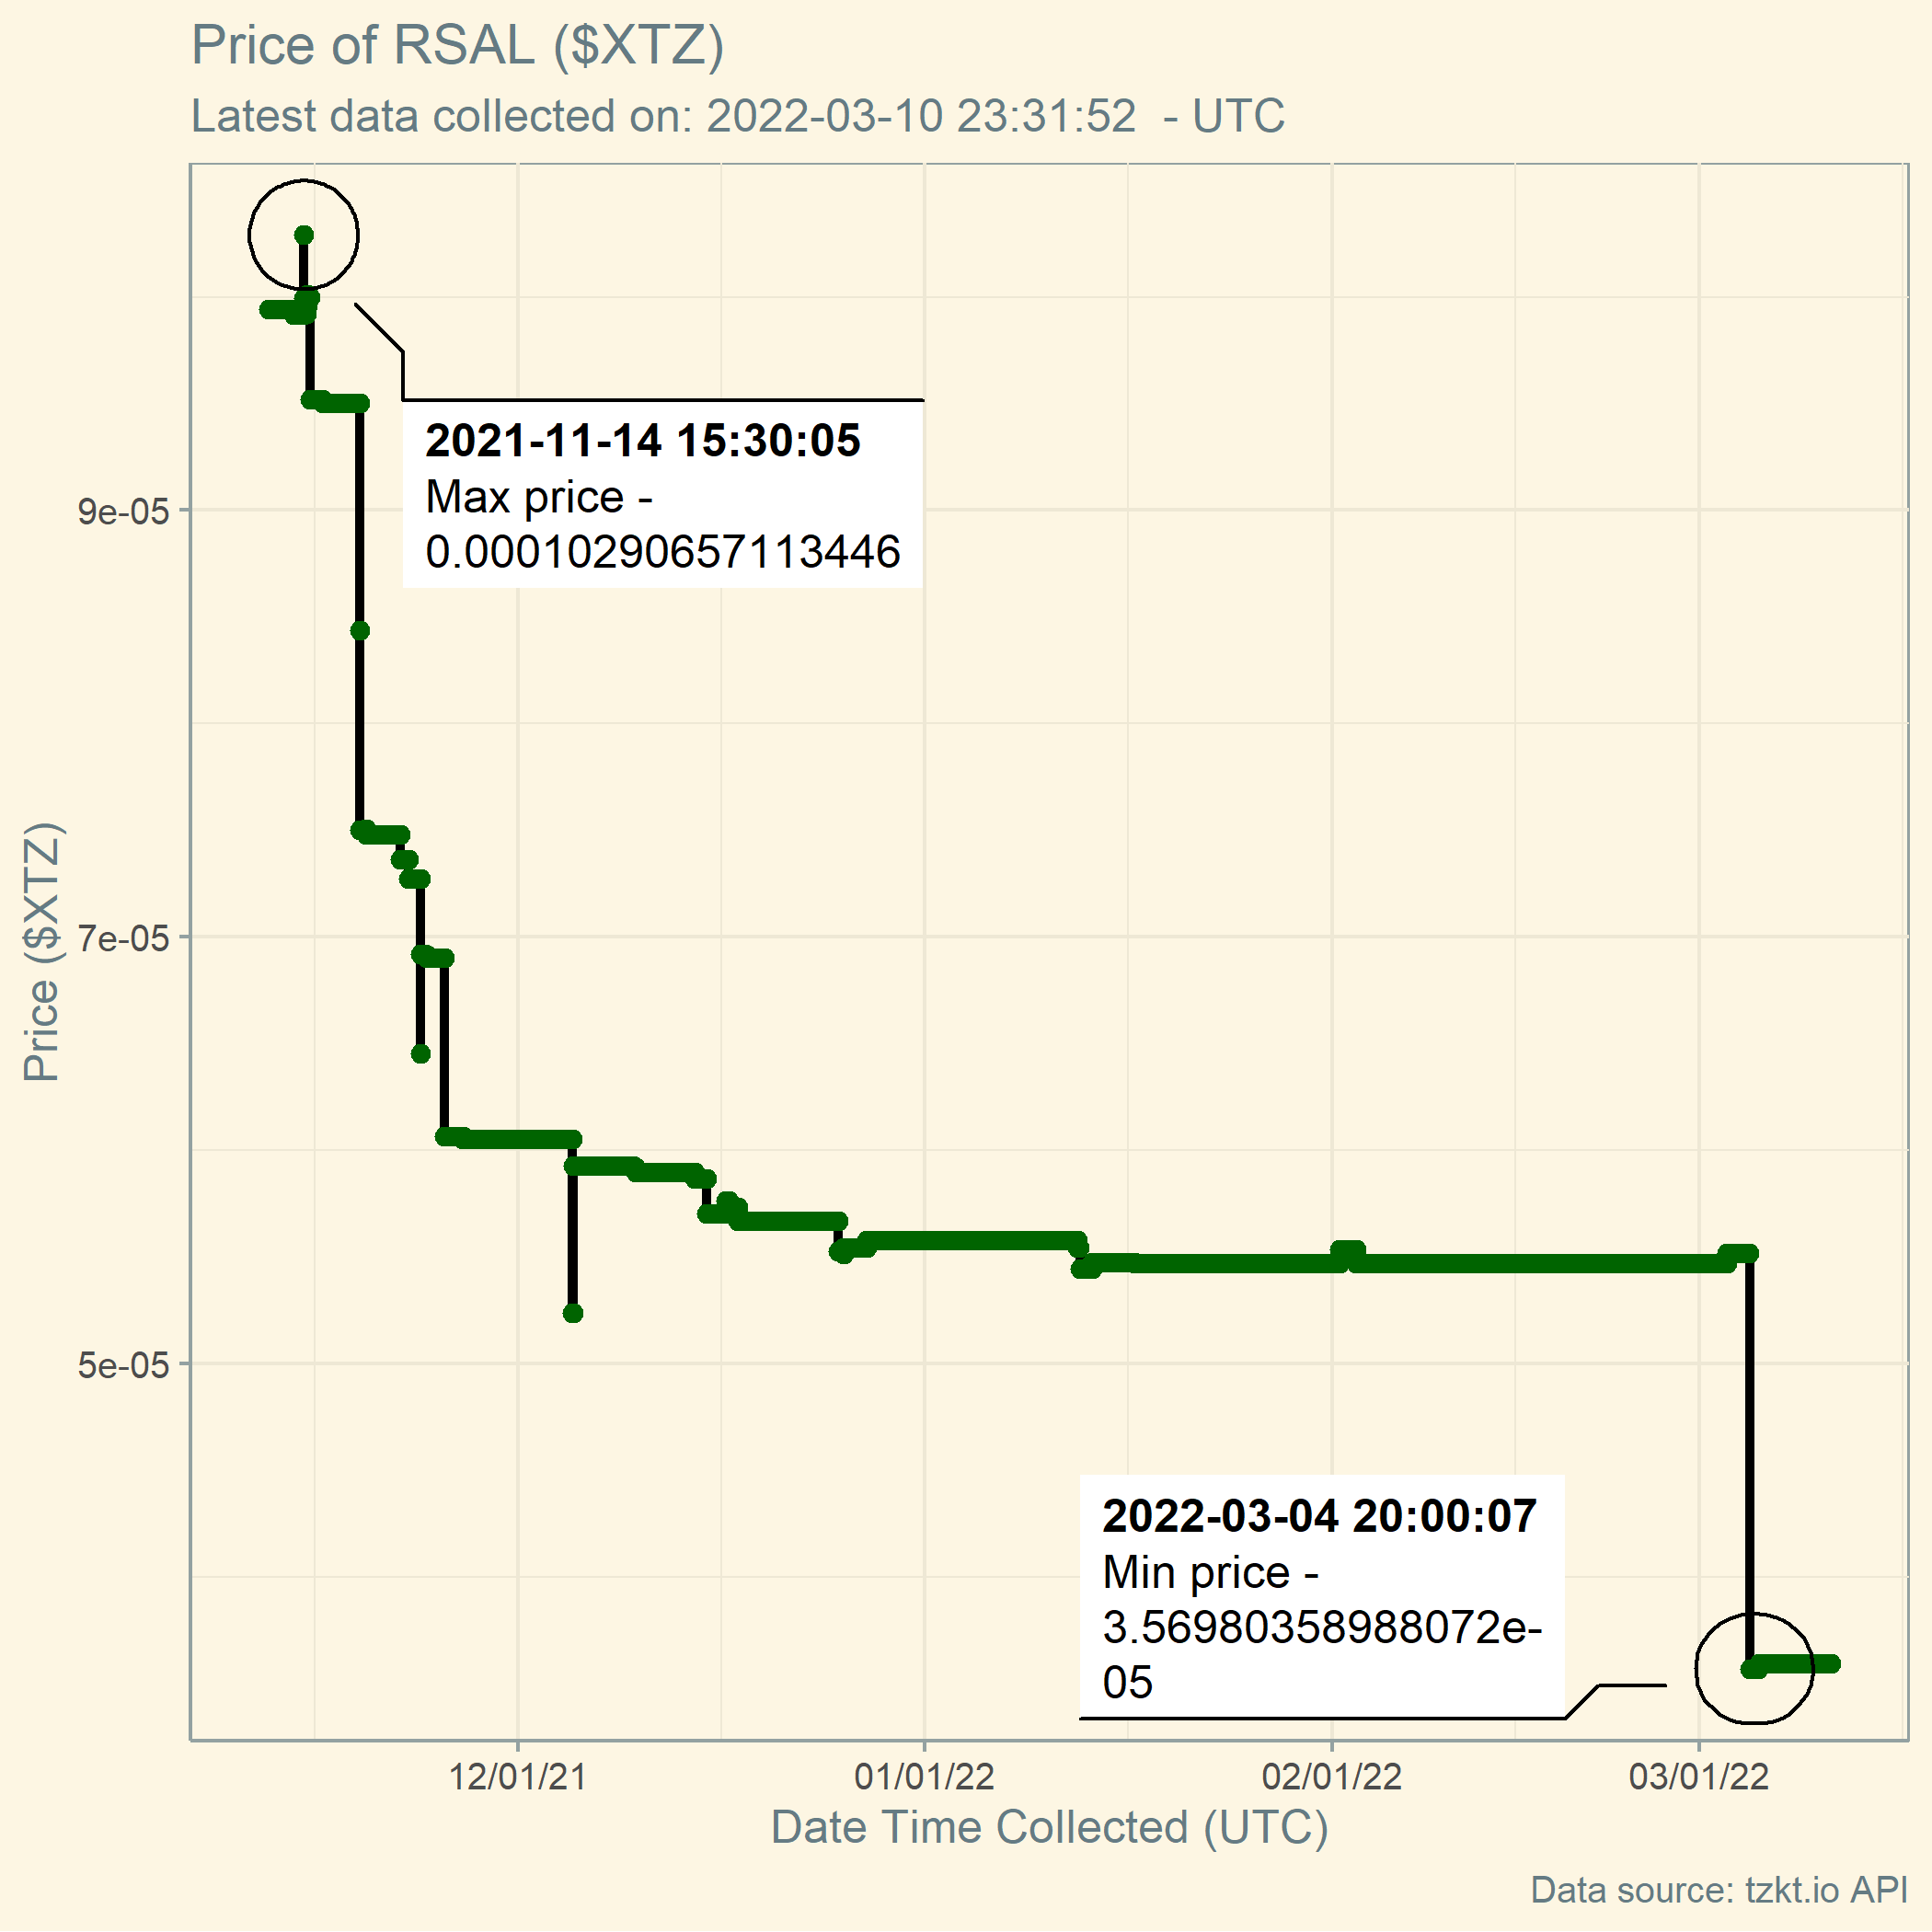 Price of RSAL ($XTZ)
Latest data collected on: 2022-03-10 23:31:52  - UTC
2021-11-14 15:30:05
Max price -
0.00010290657113446
9e-05
7e-05
5e-05
Price ($XTZ)
2022-03-04 20:00:07
Min price -
3.56980358988072e-
05
12/01/21
01/01/22
02/01/22
03/01/22
Date Time Collected (UTC)
Data source: tzkt.io API